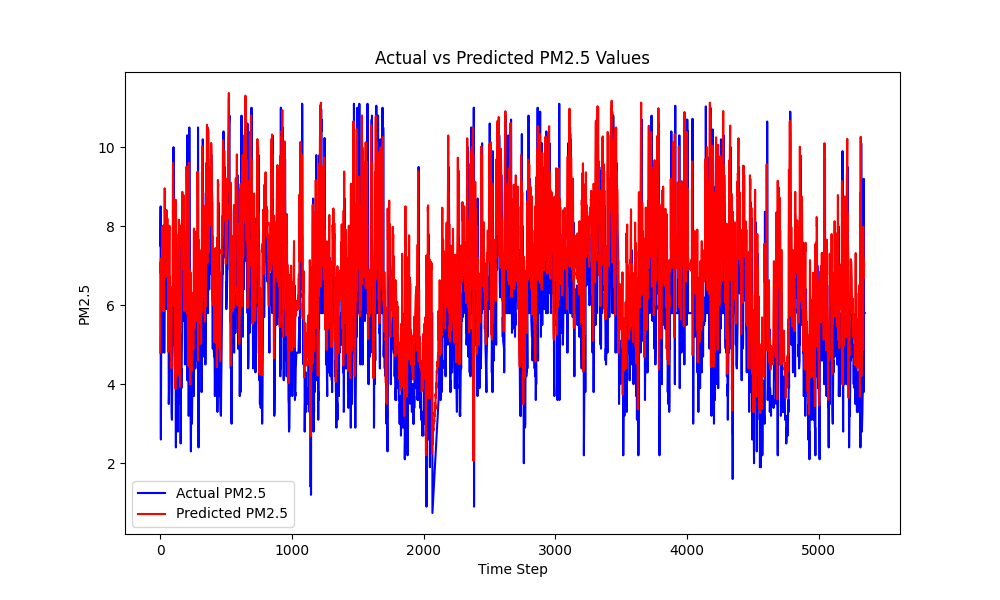 Actual vs Predicted PM2.5 Values
PM2.5
10
8
6
4
2
Actual PM2.5
Predicted PM2.5
0 1000 2000 3000 4000 5000
Time Step